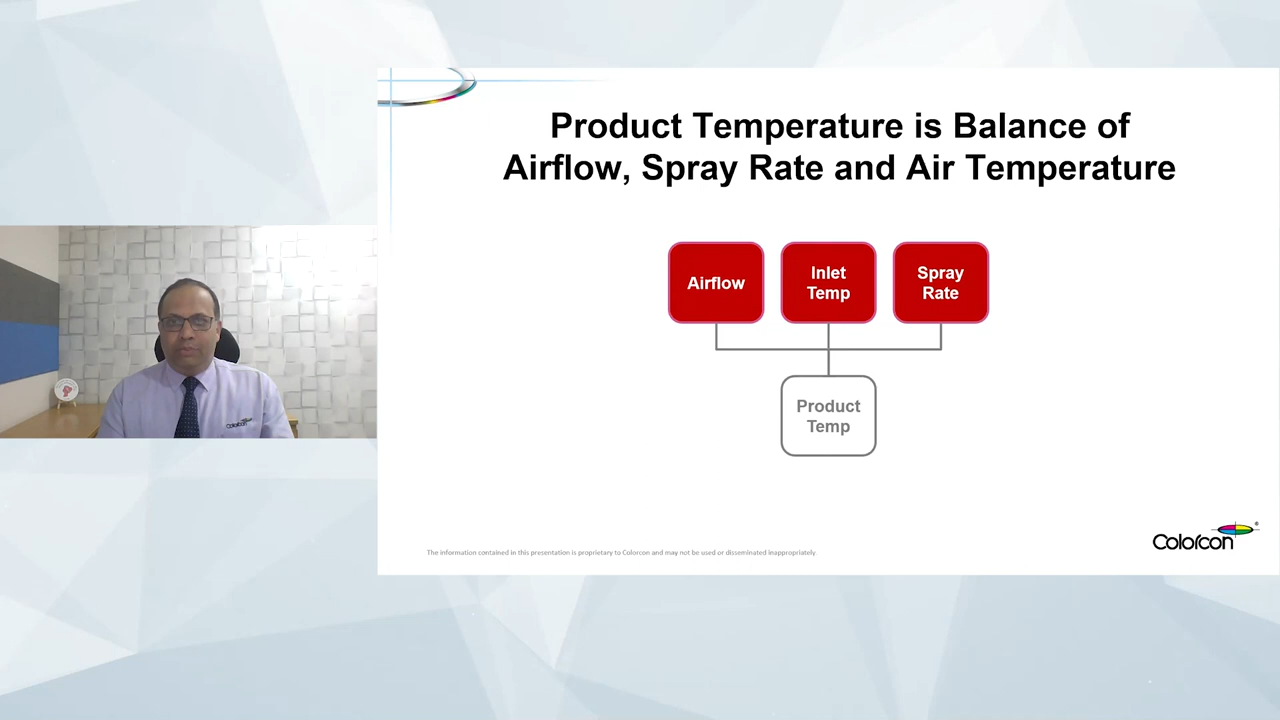 Product Temperature is Balance of
Airflow, Spray Rate and Air Temperature
Airflow
Inlet
Temp
Spray
Rate
Product
Temp
Colorcon
The information contained in this presentation is proprietary to Colorcon and may not be used or disseminated inappropriately.
Colorcon
®